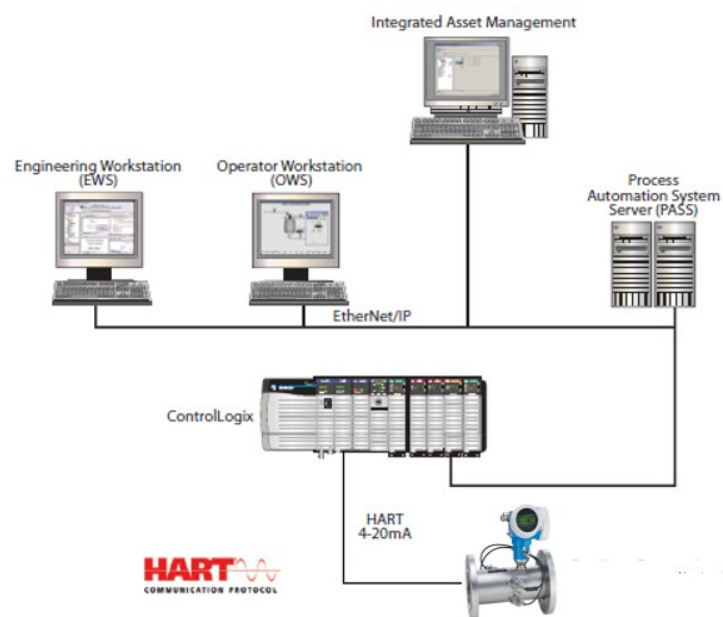 Integrated Asset Management
Engineering Workstation
(EWS)
Operator Workstation
(OWS)
Process
Automation System
Server (PASS)
EtherNet/IP
ControlLogix
HART
4-20mA
HART
COMMUNICATION PROTOCOL